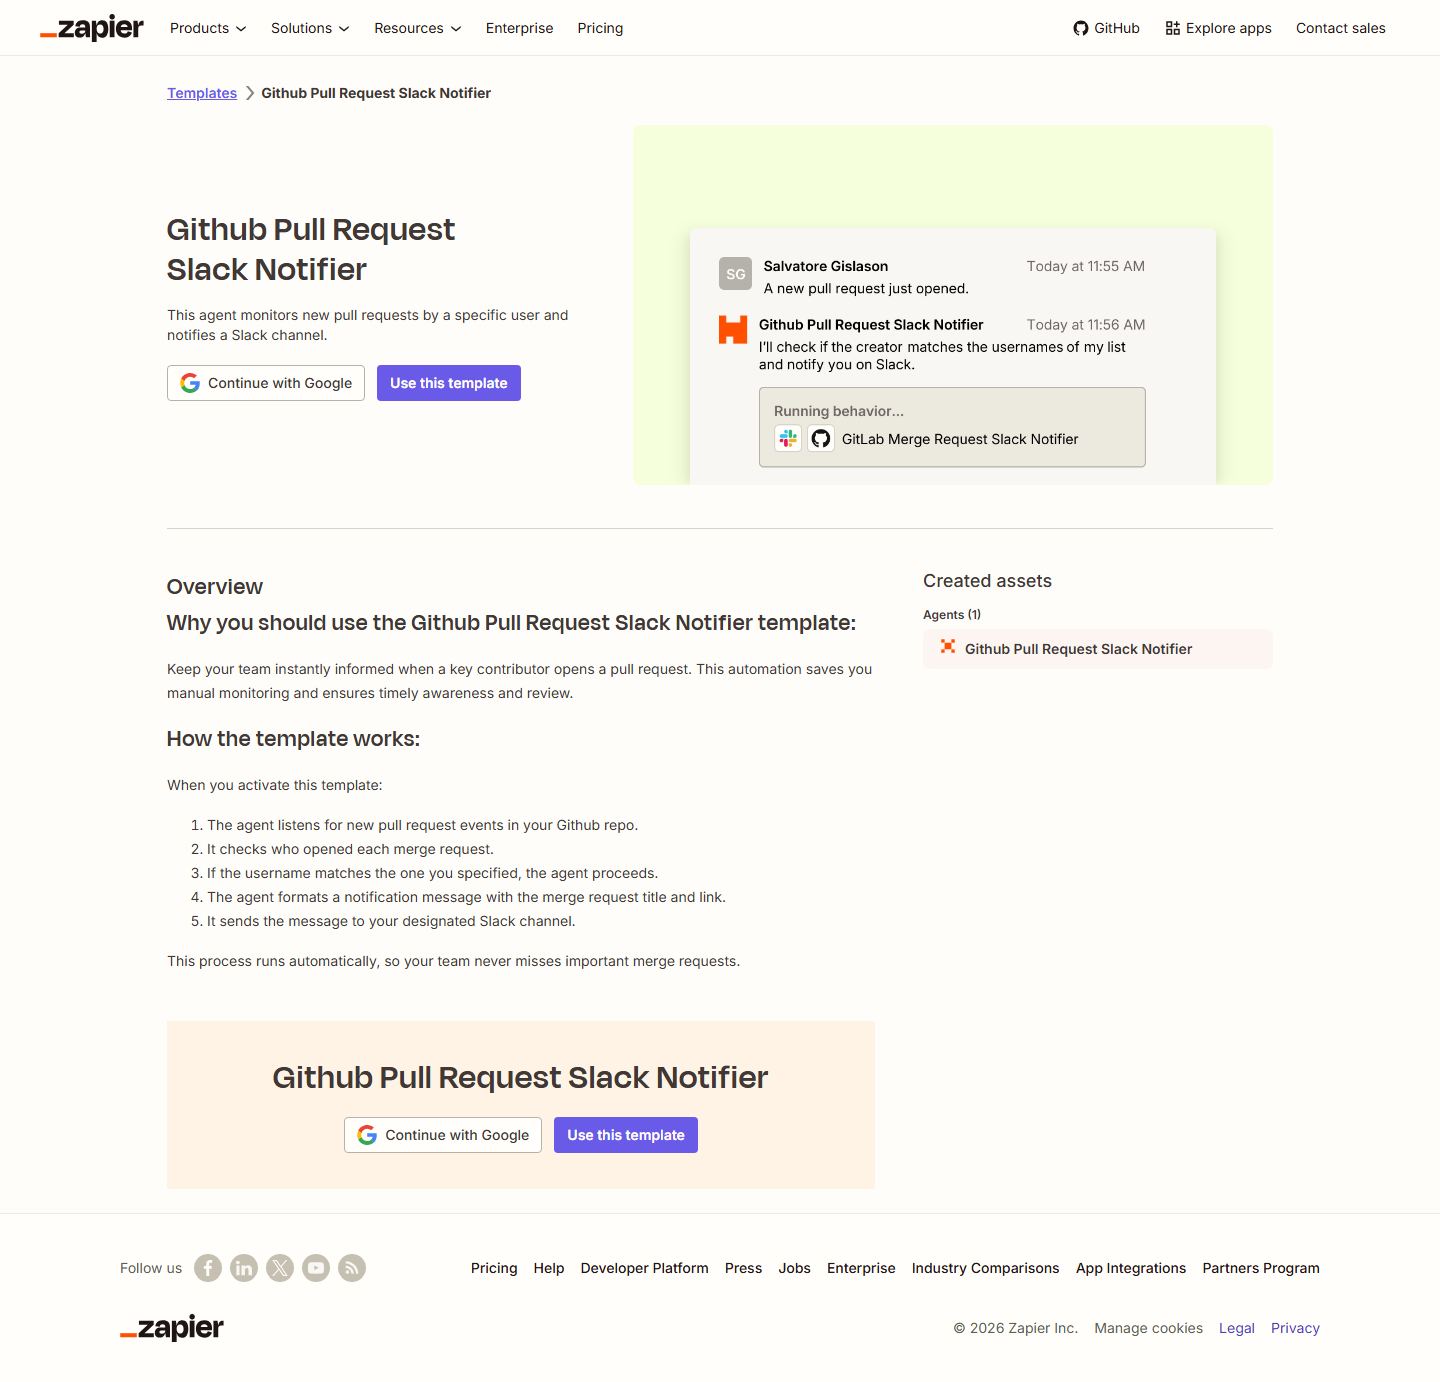 zapier
Products
Solutions
Resources
Enterprise
Pricing
GitHub
Explore apps
Contact sales
Templates
Github Pull Request Slack Notifier
Github Pull Request
Slack Notifier
This agent monitors new pull requests by a specific user and
notifies a Slack channel.
Continue with Google
Use this template
SG
Salvatore Gislason
Today at 11:55 AM
A new pull request just opened.
Github Pull Request Slack Notifier
Today at 11:56 AM
I'll check if the creator matches the usernames of my list
and notify you on Slack.
Running behavior...
GitLab Merge Request Slack Notifier
Overview
Why you should use the Github Pull Request Slack Notifier template:
Keep your team instantly informed when a key contributor opens a pull request. This automation saves you
manual monitoring and ensures timely awareness and review.
How the template works:
When you activate this template:
1. The agent listens for new pull request events in your Github repo.
2. It checks who opened each merge request.
3. If the username matches the one you specified, the agent proceeds.
4. The agent formats a notification message with the merge request title and link.
5. It sends the message to your designated Slack channel.
This process runs automatically, so your team never misses important merge requests.
Created assets
Agents (1)
Github Pull Request Slack Notifier
Github Pull Request Slack Notifier
Continue with Google
Use this template
Follow us
Pricing
Help
Developer Platform
Press
Jobs
Enterprise
Industry Comparisons
App Integrations
Partners Program
zapier
© 2026 Zapier Inc.
Manage cookies
Legal
Privacy